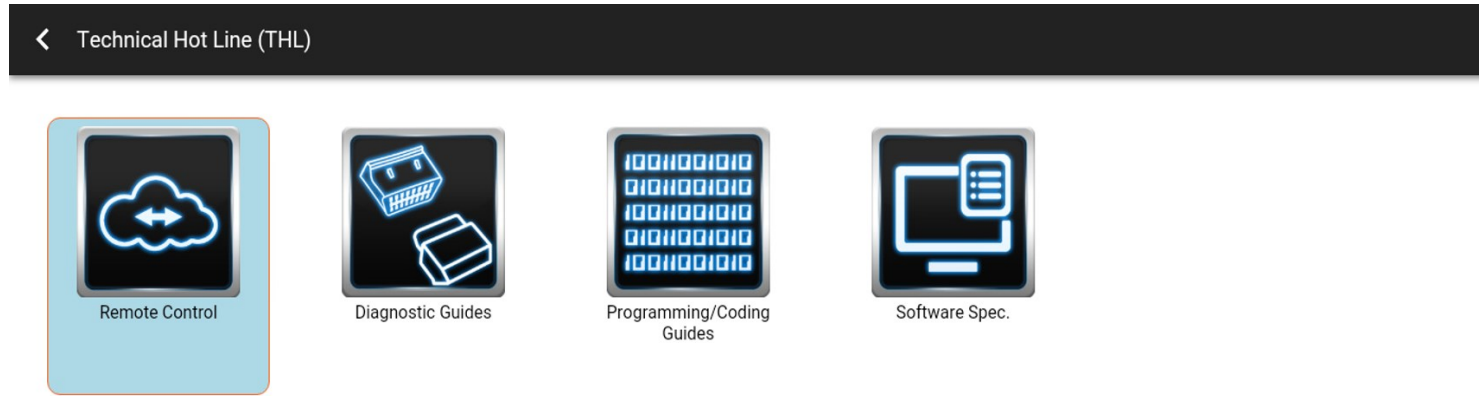 Technical Hot Line (THL)
Remote Control
Diagnostic Guides
Programming/Coding
Guides
Software Spec.